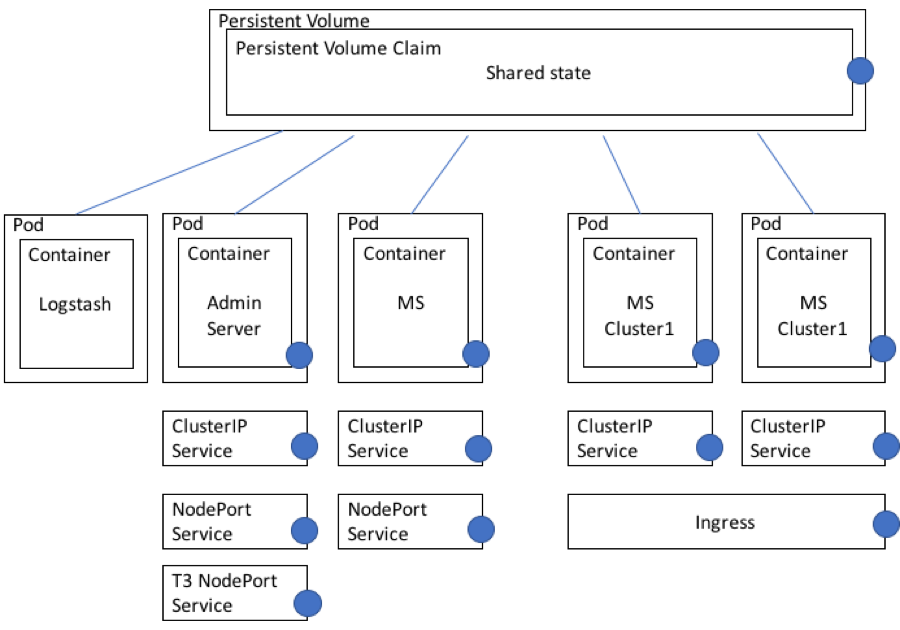 Persistent Volume
Persistent Volume Claim
Shared state
Pod
Container
Logstash
Pod
Container
Admin
Server
Pod
Container
MS
Pod
Container
MS
Cluster1
Pod
Container
MS
Cluster1
ClusterIP
Service
ClusterIP
Service
ClusterIP
Service
ClusterIP
Service
NodePort
Service
NodePort
Service
Ingress
T3 NodePort
Service